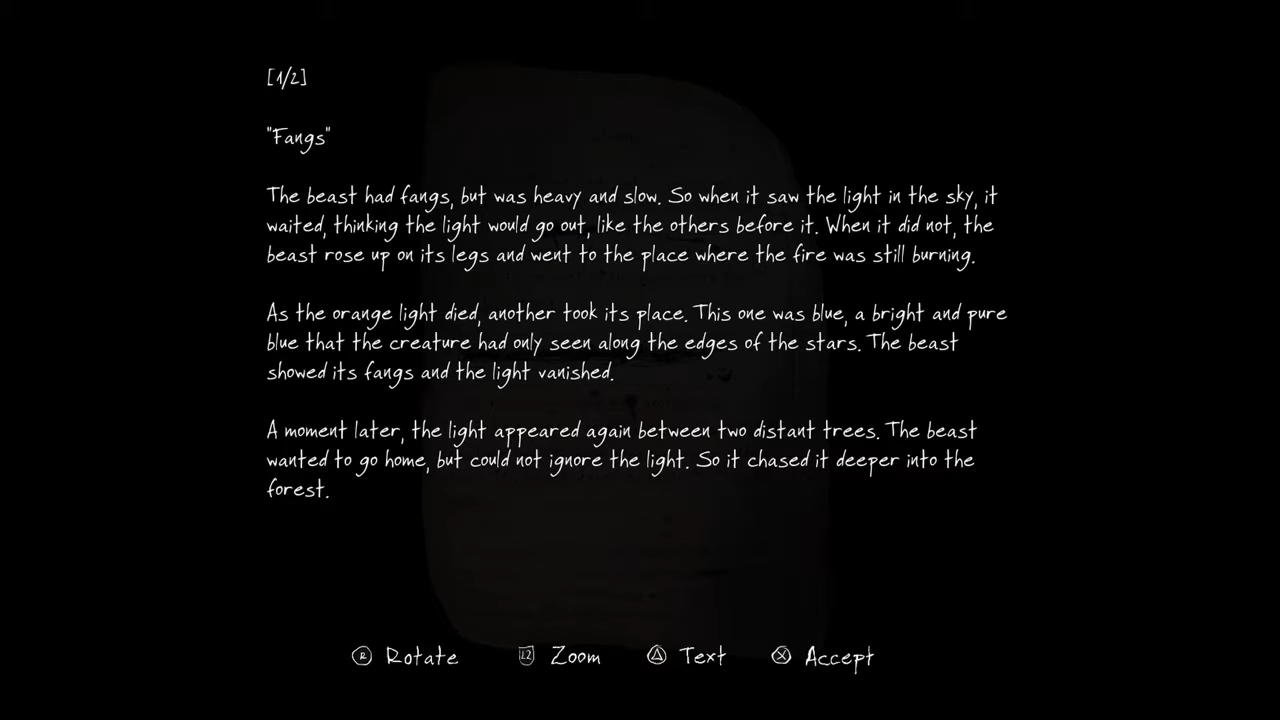 [1/2]
"Fangs"
The beast had fangs, but was heavy and slow. So when it saw the light in the sky, it
waited, thinking the light would go out, like the others before it. When it did not, the
beast rose up on its legs and went to the place where the fire was still burning.
As the orange light died, another took its place. This one was blue, a bright and pure
blue that the creature had only seen along the edges of the stars. The beast
showed its fangs and the light vanished.
A moment later, the light appeared again between two distant trees. The beast
wanted to go home, but could not ignore the light. So it chased it deeper into the
forest.
R Rotate L2 Zoom Text Accept